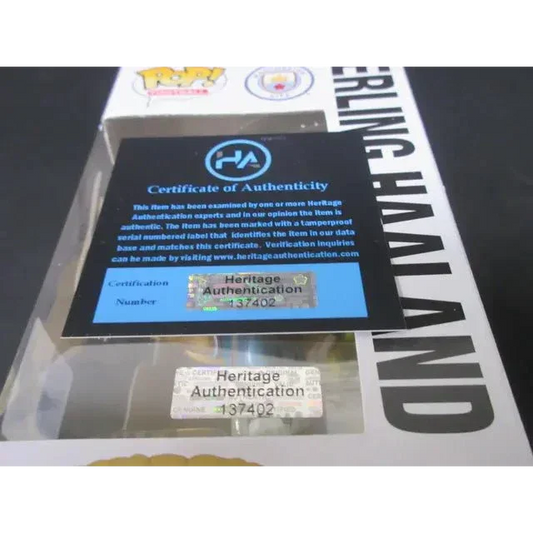 POP!
FOOTBALL
MANCHESTER
CITY
ERLING HAALAND
HA
Certificate of Authenticity
This item has been examined by one or more Heritage
Authentication experts and in our opinion the item is
authentic. The item has been marked with a tamperproof
serial numbered label that identifies the item in our data
base and matches this certificate. Verification inquiries
can be made by visiting www.heritageauthentication.com
Certification
Number
Heritage
Authentication
137402
Heritage
Authentication
137402